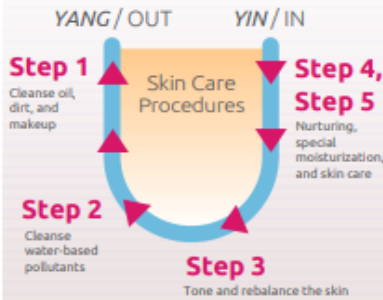 YANG / OUT
YIN / IN
Step 1
Cleanse oil,
dirt, and
makeup
Skin Care
Procedures
Step 4,
Step 5
Nurturing,
special
moisturization,
and skin care
Step 2
Cleanse
water-based
pollutants
Step 3
Tone and rebalance the skin